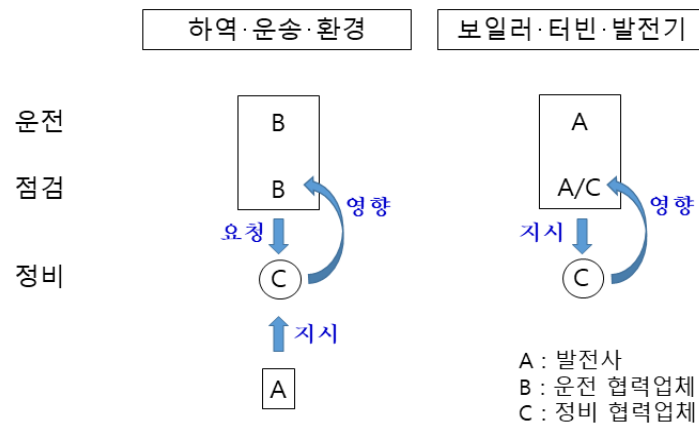 하역·운송·환경 보일러·터빈·발전기
운전 B A
점검 B A/C
영향 영향
요청 지시
정비 C C
지시
A
A : 발전사
B : 운전 협력업체
C : 정비 협력업체